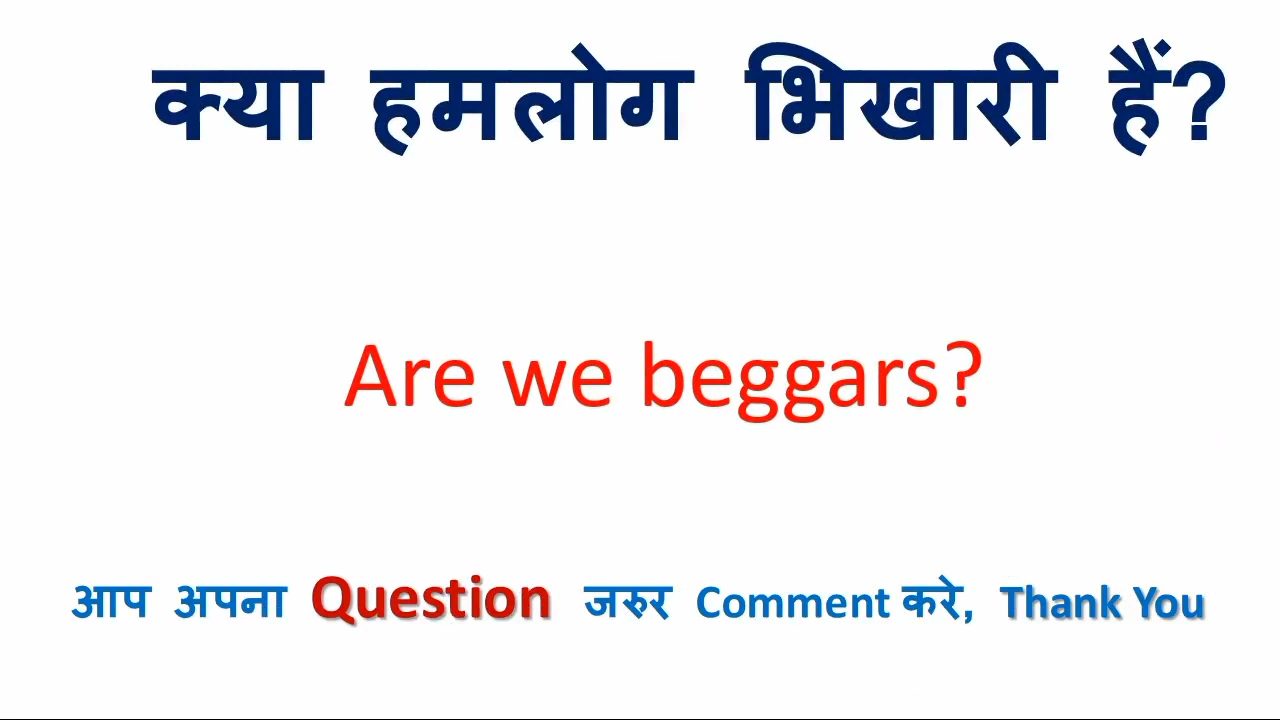 क्या हमलोग भिखारी हैं?
Are we beggars?
आप अपना Question जरुर Comment करे, Thank You